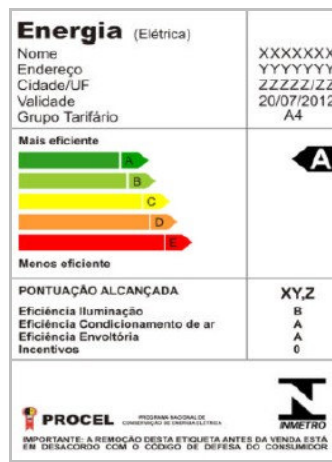 Energia (Elétrica)
Nome XXXXXXX
Endereço YYYYYYY
Cidade/UF ZZZZZ/ZZ
Validade 20/07/2012
Grupo Tarifário A4
Mais eficiente
A A
B
C
D
E
Menos eficiente
PONTUAÇÃO ALCANÇADA XY,Z
Eficiência Iluminação B
Eficiência Condicionamento de ar A
Eficiência Envoltória A
Incentivos 0
PROCEL PROGRAMA NACIONAL DE
CONSERVAÇÃO DE ENERGIA ELÉTRICA
INMETRO
IMPORTANTE: A REMOÇÃO DESTA ETIQUETA ANTES DA VENDA ESTÁ
EM DESACORDO COM O CÓDIGO DE DEFESA DO CONSUMIDOR